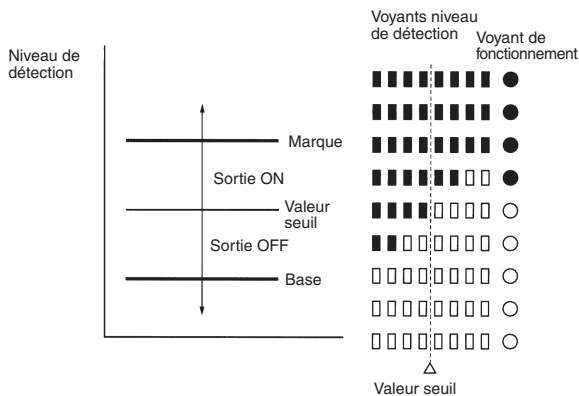 Voyants niveau
de détection
Voyant de
fonctionnement
Niveau de
détection
Marque
Sortie ON
Valeur
seuil
Sortie OFF
Base
Valeur seuil